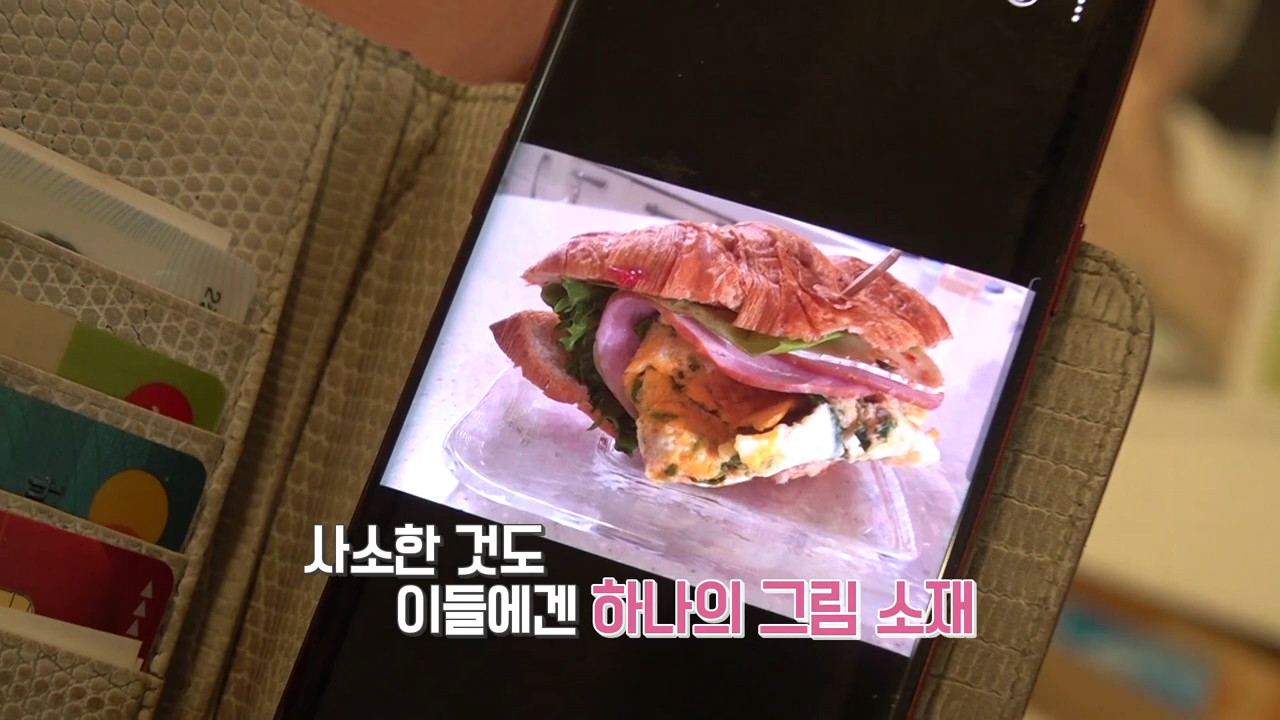 사소한 것도
이들에겐 하나의 그림 소재